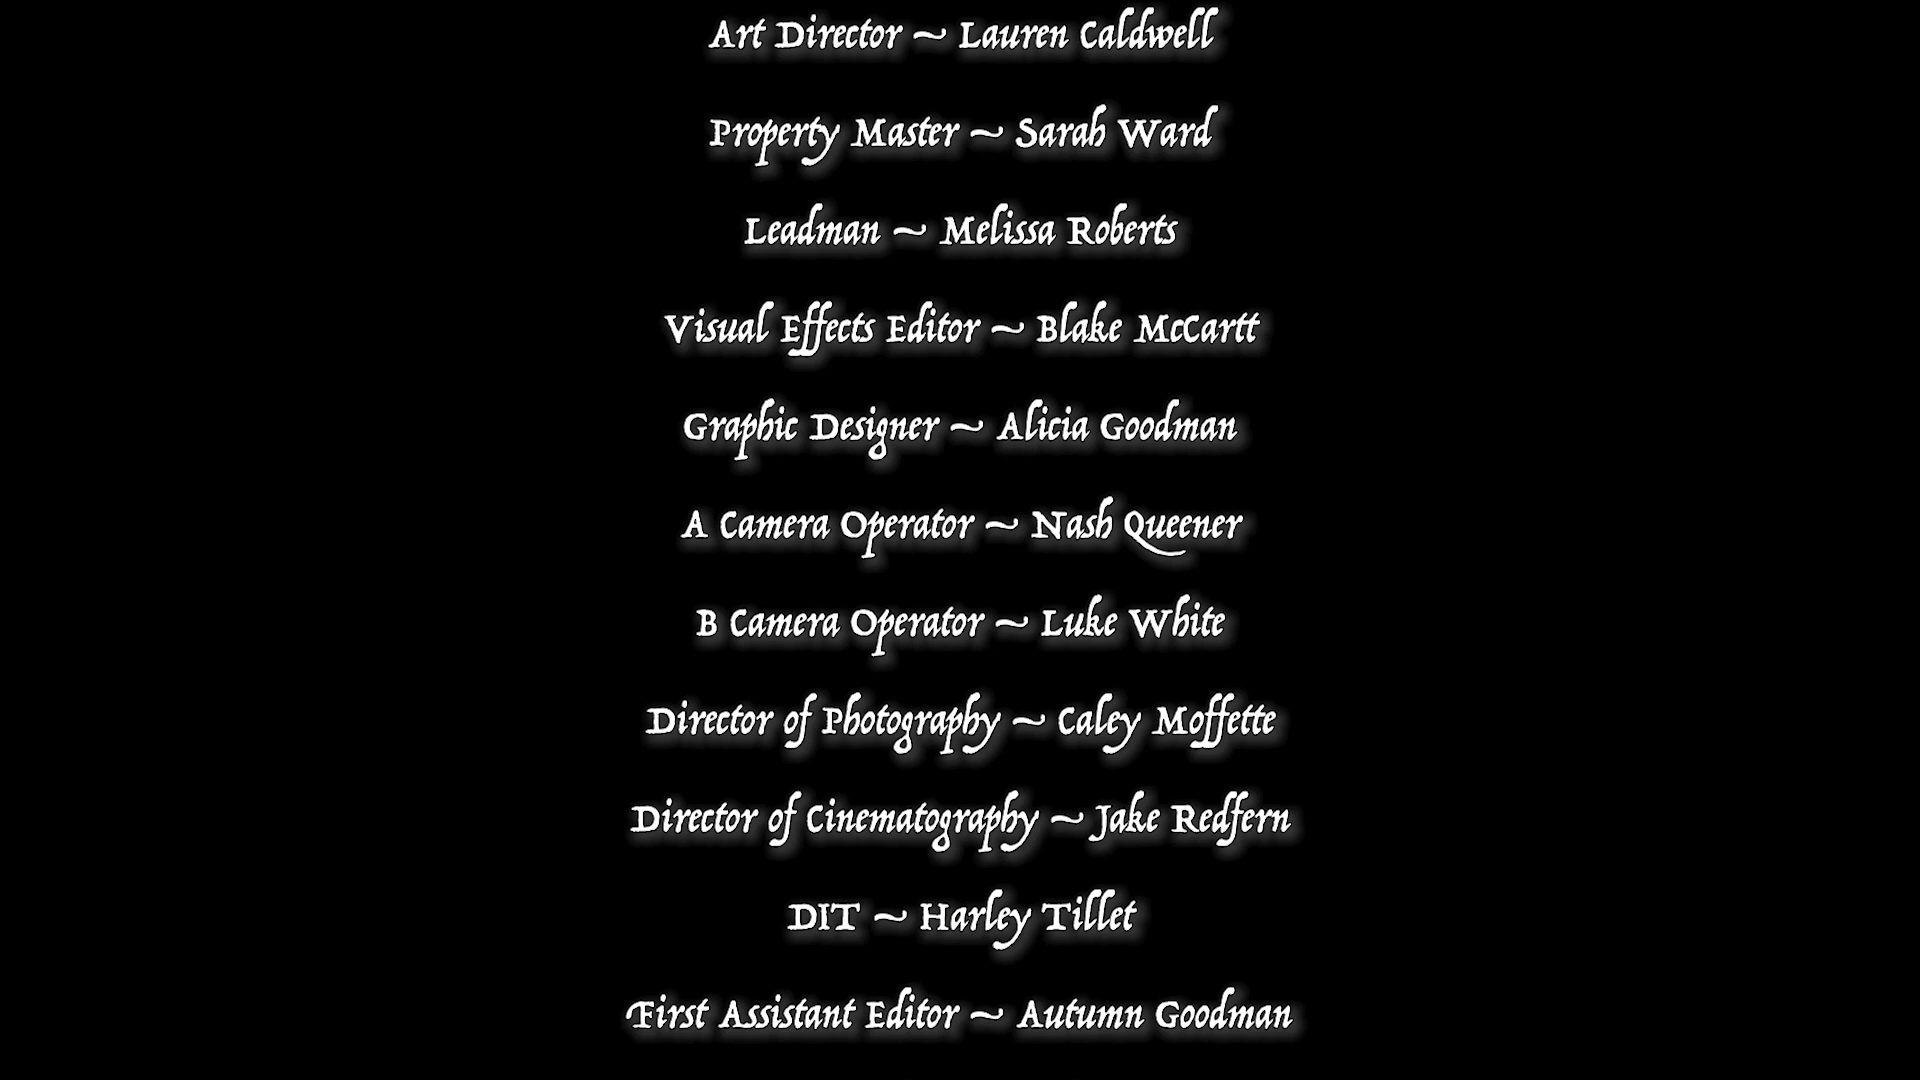 Art Director ~ Lauren Caldwell
Property Master ~ Sarah Ward
Leadman ~ Melissa Roberts
Visual Effects Editor ~ Blake McCartt
Graphic Designer ~ Alicia Goodman
A Camera Operator ~ Nash Queener
B Camera Operator ~ Luke White
Director of Photography ~ Caley Moffette
Director of Cinematography ~ Jake Redfern
DIT ~ Harley Tillet
First Assistant Editor ~ Autumn Goodman